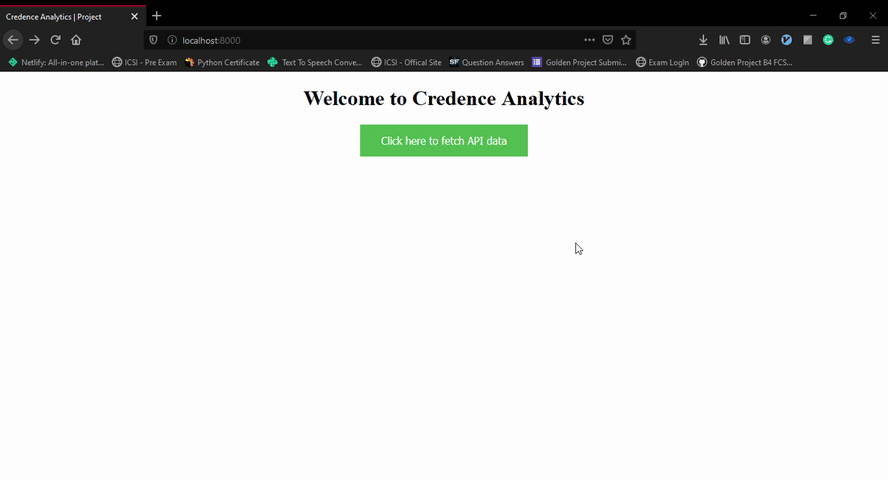 Credence Analytics | Project
localhost:8000
Netlify: All-in-one plat... ICSI - Pre Exam Python Certificate Text To Speech Conve... ICSI - Offical Site SF Question Answers Golden Project Submi... Exam LogIn Golden Project B4 FCS...
Welcome to Credence Analytics
Click here to fetch API data